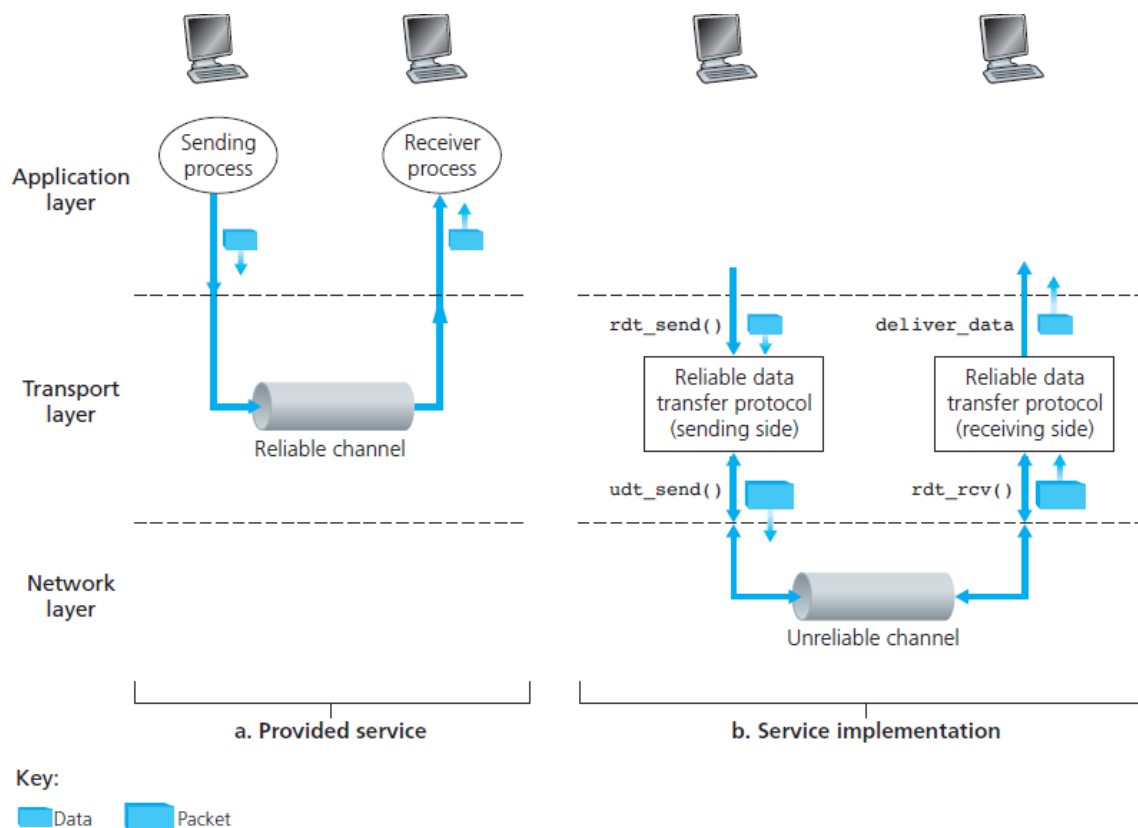 Sending
process
Receiver
process
Application
layer
Transport
layer
Reliable channel
Network
layer
rdt_send()
deliver_data
Reliable data
transfer protocol
(sending side)
Reliable data
transfer protocol
(receiving side)
udt_send()
rdt_rcv()
Unreliable channel
a. Provided service
b. Service implementation
Key:
Data
Packet